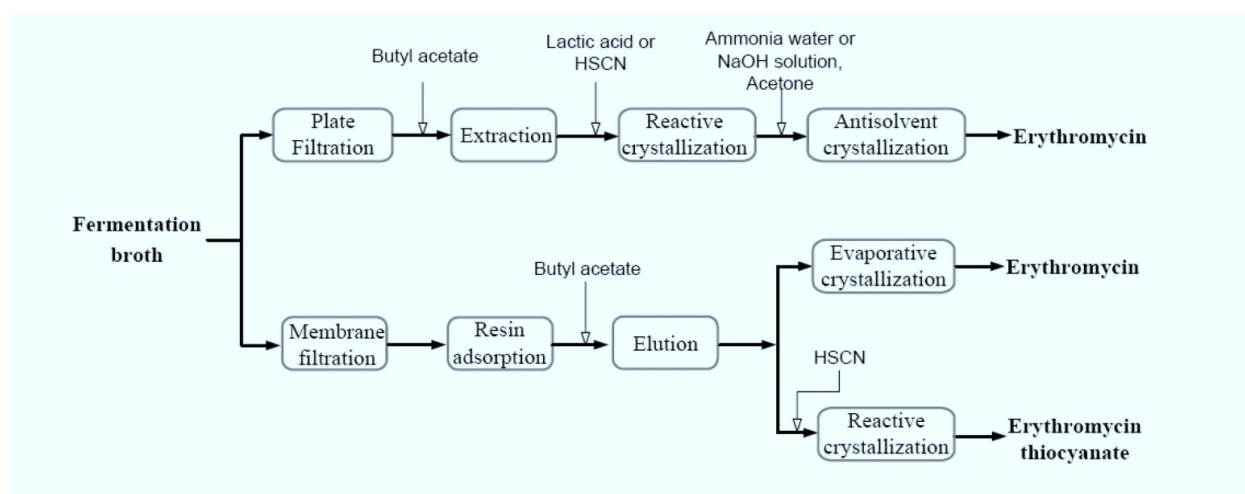 Butyl acetate
Lactic acid or
HSCN
Ammonia water or
NaOH solution,
Acetone
Plate
Filtration
Extraction
Reactive
crystallization
Antisolvent
crystallization
Erythromycin
Fermentation
broth
Butyl acetate
Evaporative
crystallization
Erythromycin
Membrane
filtration
Resin
adsorption
Elution
HSCN
Reactive
crystallization
Erythromycin
thiocyanate